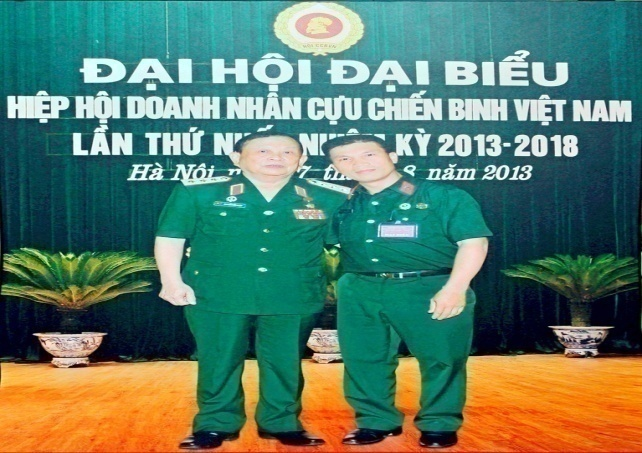 ĐẠI HỘI ĐẠI BIỂU
HIỆP HỘI DOANH NHÂN CỰU CHIẾN BINH VIỆT NAM
LẦN THỨ KỲ 2013-2018
Hà Nội, 8 năm 2013